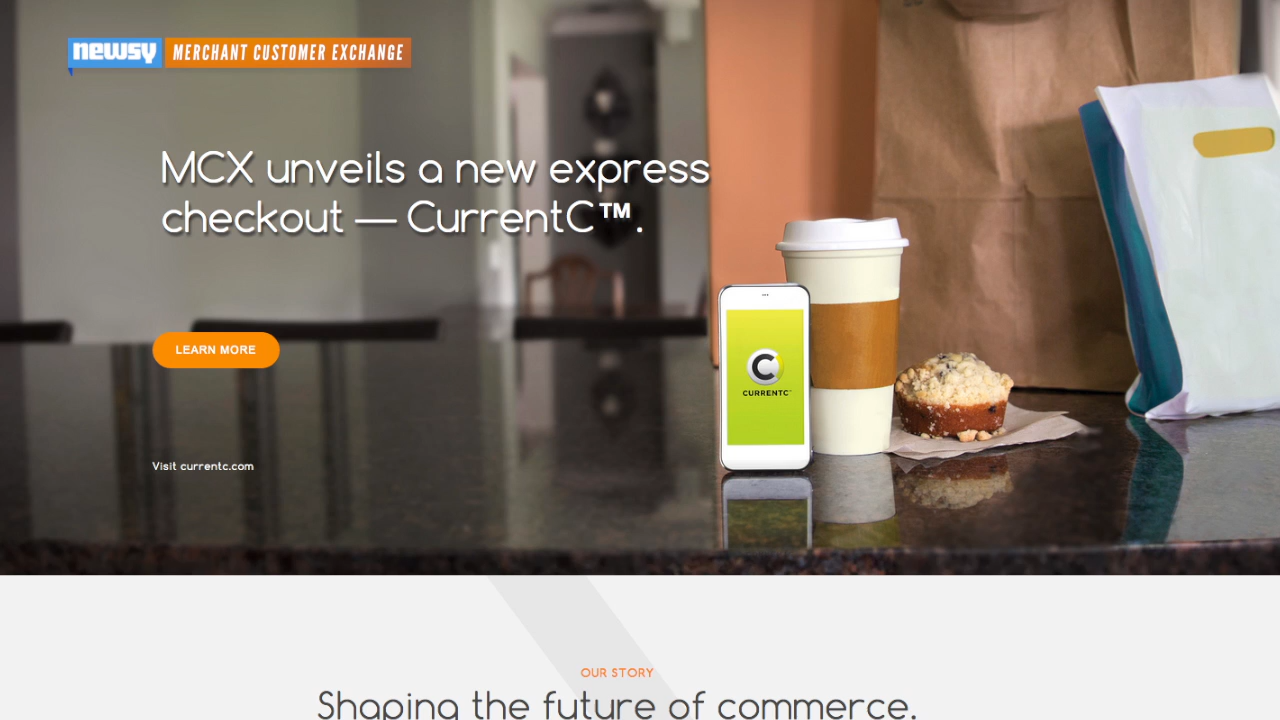 newsy MERCHANT CUSTOMER EXCHANGE
MCX unveils a new express
checkout — CurrentC™.
C
CURRENTC™
LEARN MORE
Visit currentc.com
OUR STORY
Shaping the future of commerce.